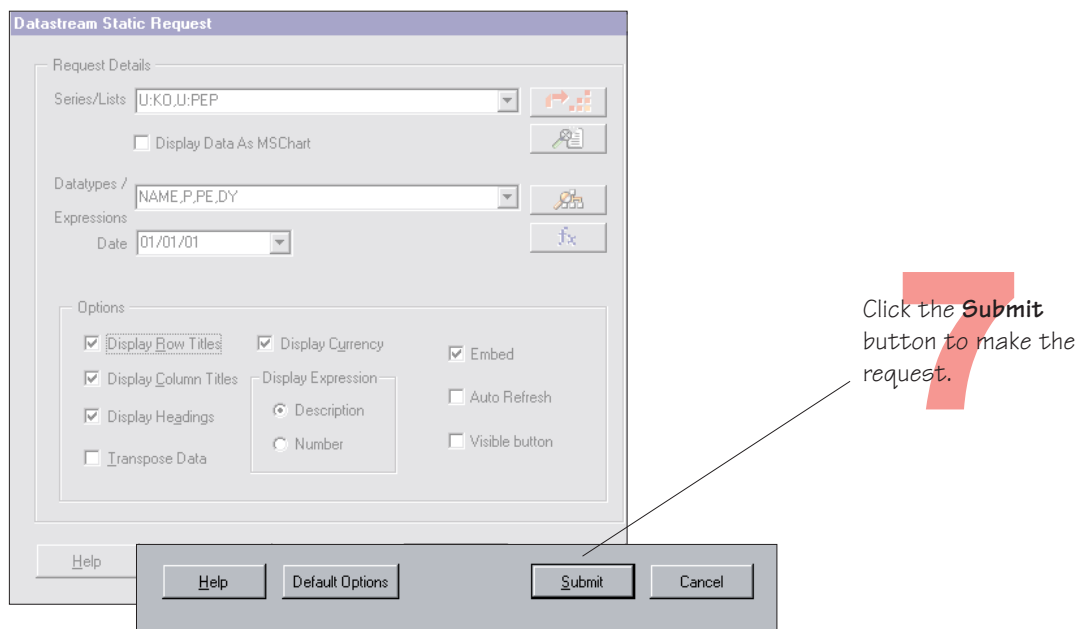 Datastream Static Request
Request Details
Series/Lists U:KO,U:PEP
Display Data As MSChart
Datatypes / NAME,P,PE,DY
Expressions
fx
Date 01/01/01
Options
Display Row Titles Display Currency Embed
Display Column Titles Display Expression
Description Auto Refresh
Display Headings
Number Visible button
Transpose Data
Help
Help Default Options Submit Cancel
7
Click the Submit
button to make the
request.